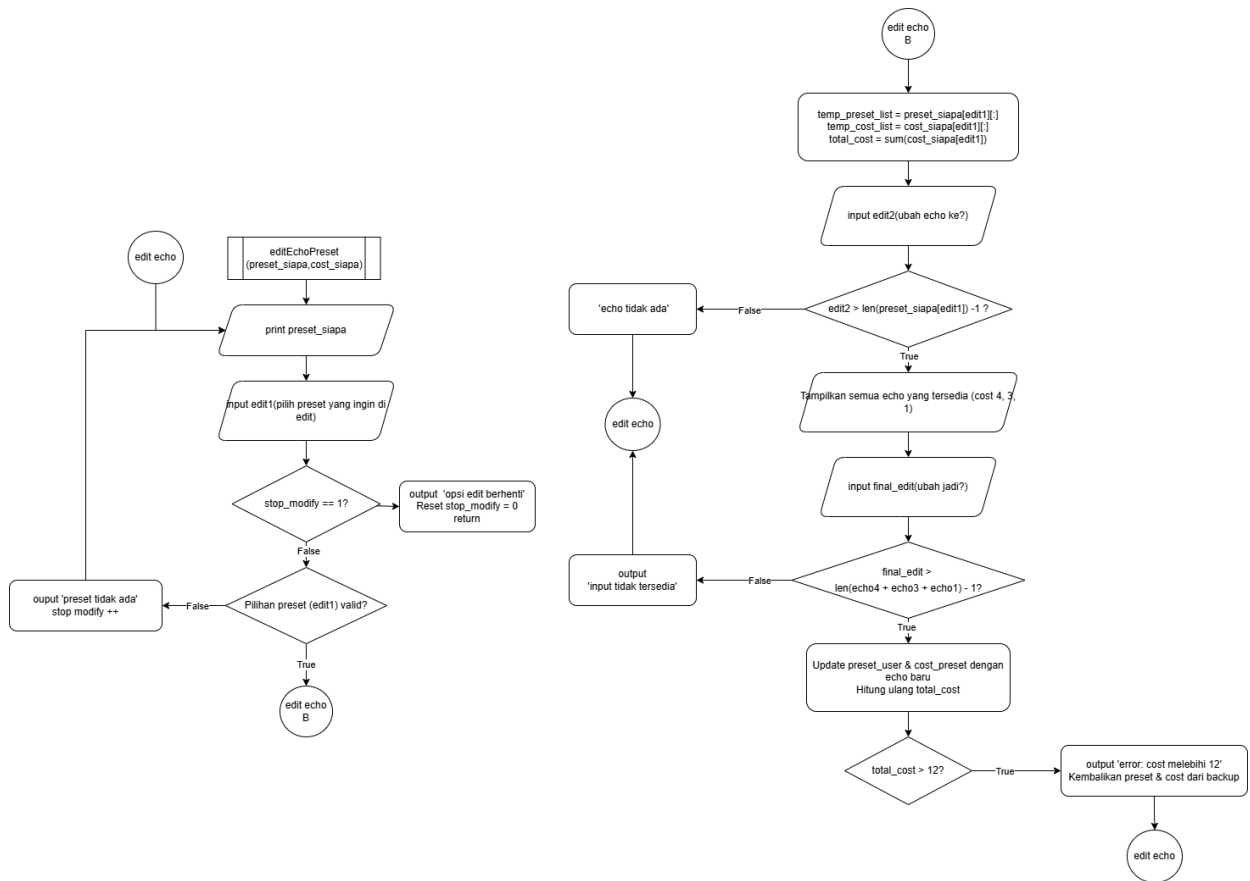 edit echo
editEchoPreset
(preset_siapa,cost_siapa)
print preset_siapa
input edit1(pilih preset yang ingin di
edit)
stop_modify == 1?
output 'opsi edit berhenti'
Reset stop_modify = 0
return
False
Pilihan preset (edit1) valid?
False
ouput 'preset tidak ada'
stop modify ++
True
edit echo
B
edit echo
B
temp_preset_list = preset_siapa[edit1][:]
temp_cost_list = cost_siapa[edit1][:]
total_cost = sum(cost_siapa[edit1])
input edit2(ubah echo ke?)
edit2 > len(preset_siapa[edit1]) -1 ?
False
'echo tidak ada'
True
Tampilkan semua echo yang tersedia (cost 4, 3,
1)
edit echo
input final_edit(ubah jadi?)
final_edit >
len(echo4 + echo3 + echo1) - 1?
False
output
'input tidak tersedia'
True
Update preset_user & cost_preset dengan
echo baru
Hitung ulang total_cost
total_cost > 12?
True
output 'error: cost melebihi 12'
Kembalikan preset & cost dari backup
edit echo